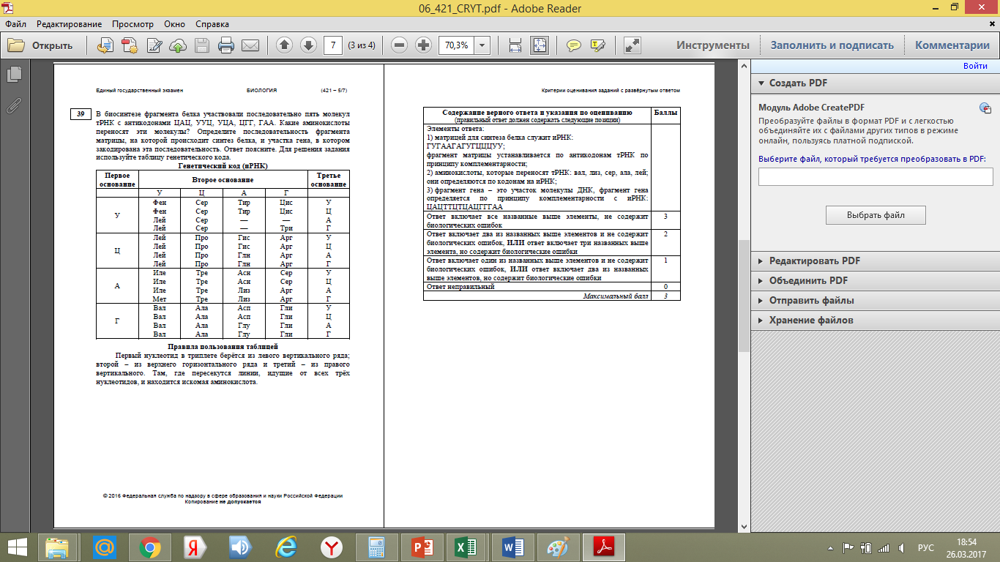 06_421_CRYT.pdf - Adobe Reader
Файл Редактирование Просмотр Окно Справка
Открыть 7 (3 из 4) 70,3% Инструменты Заполнить и подписать Комментарии
Единый государственный экзамен БИОЛОГИЯ (421 – 5/7)
39 В биосинтезе фрагмента белка участвовали последовательно пять молекул
тРНК с антикодонами ЦАЦ, УУЦ, УЦА, ЦГГ, ГАА. Какие аминокислоты
переносят эти молекулы? Определите последовательность фрагмента
матрицы, на которой происходит синтез белка, и участка гена, в котором
закодирована эта последовательность. Ответ поясните. Для решения задания
используйте таблицу генетического кода.
Генетический код (иРНК)
Первое основание Второе основание Третье основание
У Ц А Г
У
Фен Сер Тир Цис У
Фен Сер Тир Цис Ц
Лей Сер — — А
Лей Сер — Три Г
Ц
Лей Про Гис Арг У
Лей Про Гис Арг Ц
Лей Про Глн Арг А
Лей Про Глн Арг Г
А
Иле Тре Асн Сер У
Иле Тре Асн Сер Ц
Иле Тре Лиз Арг А
Мет Тре Лиз Арг Г
Г
Вал Ала Асп Гли У
Вал Ала Асп Гли Ц
Вал Ала Глу Гли А
Вал Ала Глу Гли Г
Правила пользования таблицей
Первый нуклеотид в триплете берётся из левого вертикального ряда;
второй – из верхнего горизонтального ряда и третий – из правого
вертикального. Там, где пересекутся линии, идущие от всех трёх
нуклеотидов, и находится искомая аминокислота.
© 2016 Федеральная служба по надзору в сфере образования и науки Российской Федерации
Копирование не допускается
Критерии оценивания заданий с развёрнутым ответом
Содержание верного ответа и указания по оцениванию Баллы
(правильный ответ должен содержать следующие позиции)
Элементы ответа:
1) матрицей для синтеза белка служит иРНК:
ГУГААГАГУГЦЦЦУУ;
фрагмент матрицы устанавливается по антикодонам тРНК по
принципу комплементарности;
2) аминокислоты, которые переносят тРНК: вал, лиз, сер, ала, лей;
они определяются по кодонам на иРНК;
3) фрагмент гена – это участок молекулы ДНК, фрагмент гена
определяется по принципу комплементарности с иРНК:
ЦАЦТТЦТЦАЦГГГАА
Ответ включает все названные выше элементы, не содержит 3
биологических ошибок
Ответ включает два из названных выше элементов и не содержит 2
биологических ошибок, ИЛИ ответ включает три названных выше
элемента, но содержит биологические ошибки
Ответ включает один из названных выше элементов и не содержит 1
биологических ошибок, ИЛИ ответ включает два из названных
выше элементов, но содержит биологические ошибки
Ответ неправильный 0
Максимальный балл 3
Войти
Создать PDF
Модуль Adobe CreatePDF
Преобразуйте файлы в формат PDF и с легкостью
объединяйте их с файлами других типов в режиме
онлайн, пользуясь платной подпиской.
Выберите файл, который требуется преобразовать в PDF:
Выбрать файл
Редактировать PDF
Объединить PDF
Отправить файлы
Хранение файлов
РУС
18:54
26.03.2017